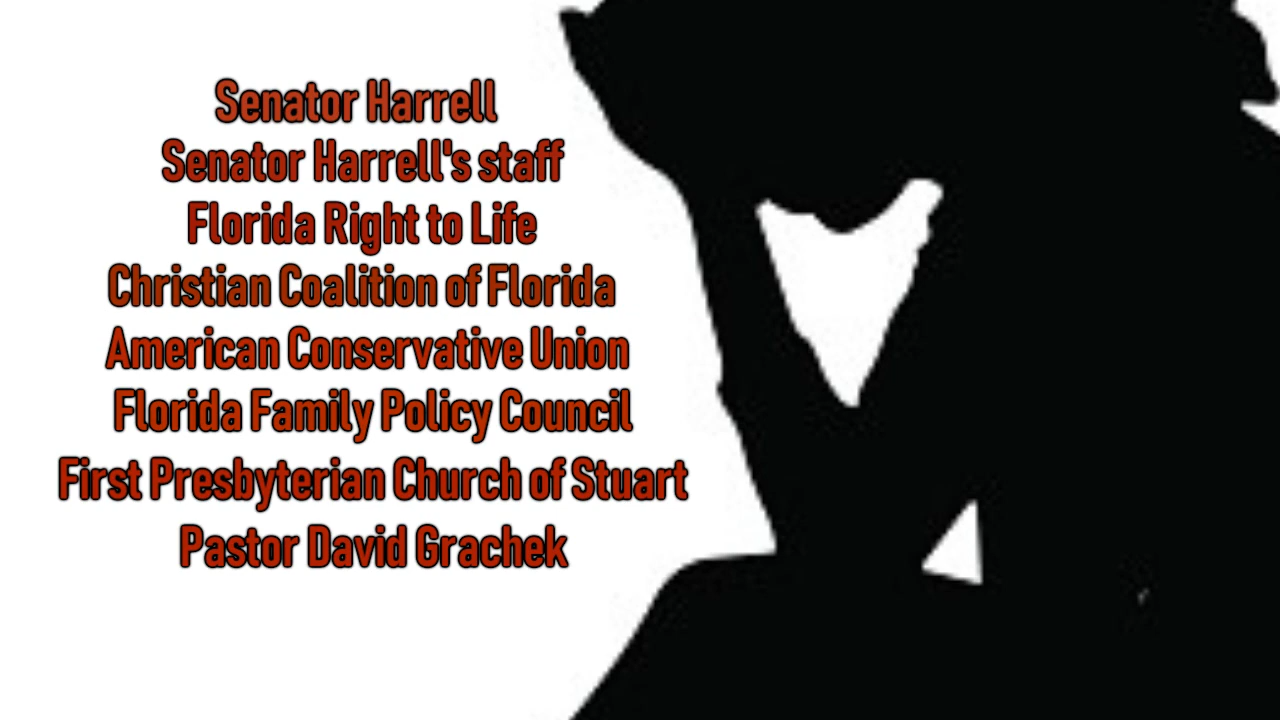 Senator Harrell
Senator Harrell's staff
Florida Right to Life
Christian Coalition of Florida
American Conservative Union
Florida Family Policy Council
First Presbyterian Church of Stuart
Pastor David Grachek